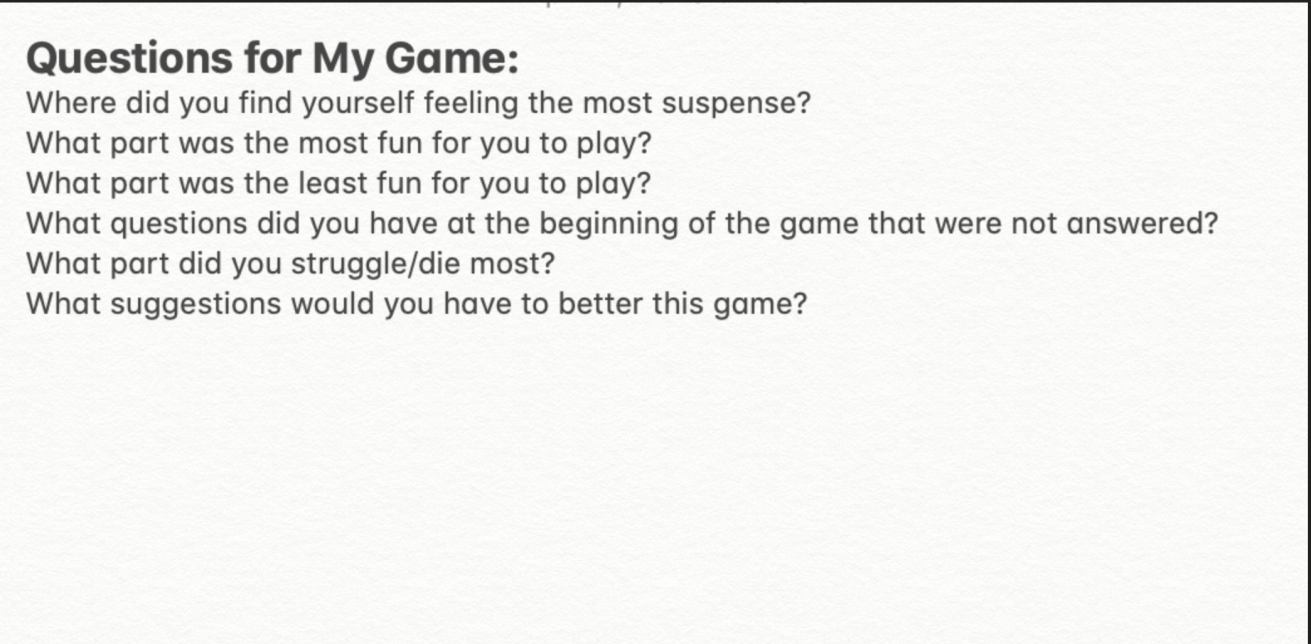 Questions for My Game:
Where did you find yourself feeling the most suspense?
What part was the most fun for you to play?
What part was the least fun for you to play?
What questions did you have at the beginning of the game that were not answered?
What part did you struggle/die most?
What suggestions would you have to better this game?